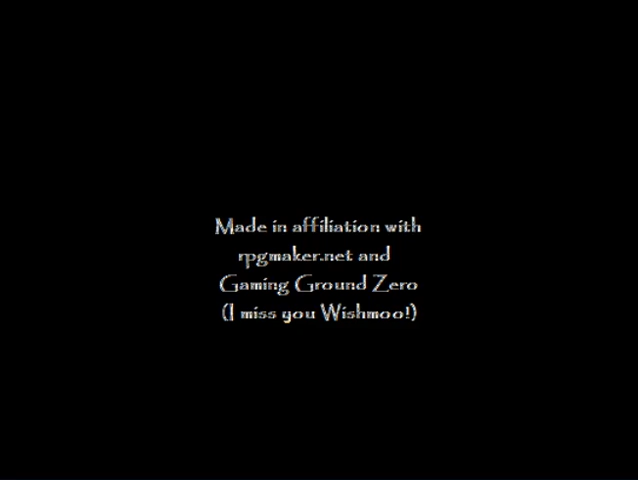 Made in affiliation with
rpgmaker.net and
Gaming Ground Zero
(I miss you Wishmoo!)